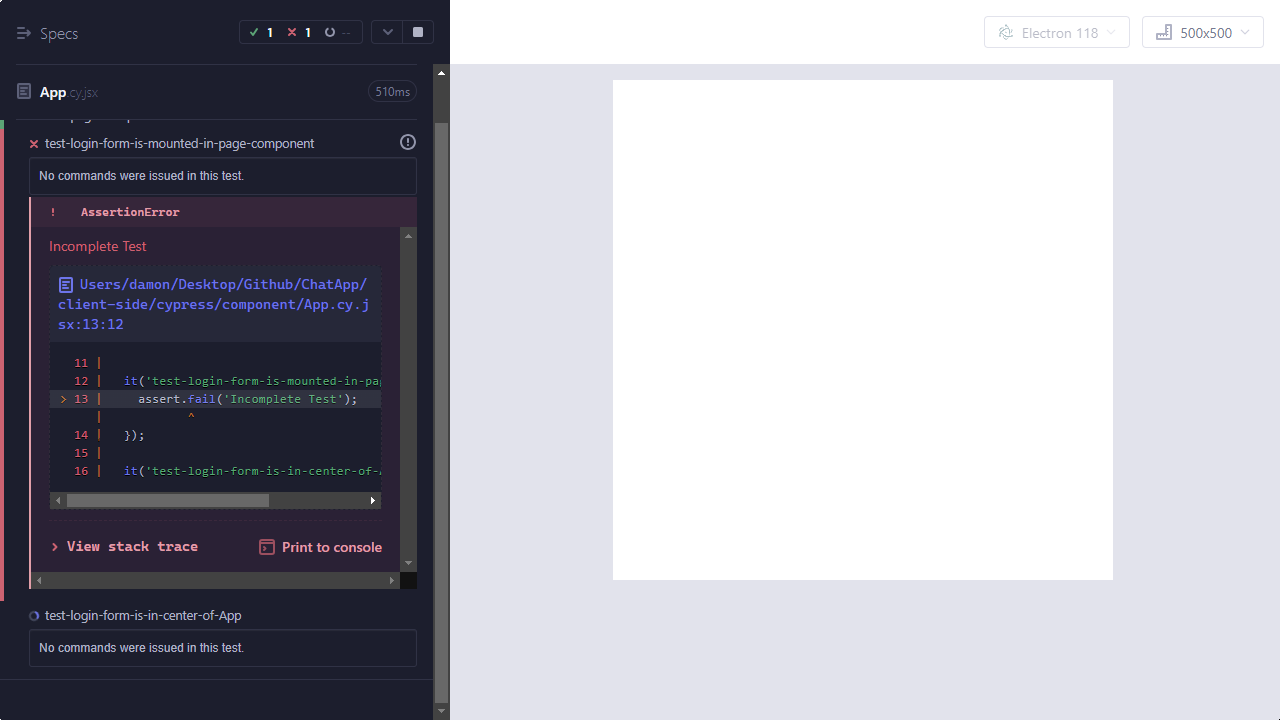 Specs
1
1
--
Electron 118
500x500
App.cy.jsx
510ms
test-login-form-is-mounted-in-page-component
No commands were issued in this test.
! AssertionError
Incomplete Test
Users/damon/Desktop/Github/ChatApp/
client-side/cypress/component/App.cy.j
sx:13:12
11 |
12 | it('test-login-form-is-mounted-in-pag
> 13 | assert.fail('Incomplete Test');
| ^
14 | });
15 |
16 | it('test-login-form-is-in-center-of-A
> View stack trace
Print to console
test-login-form-is-in-center-of-App
No commands were issued in this test.